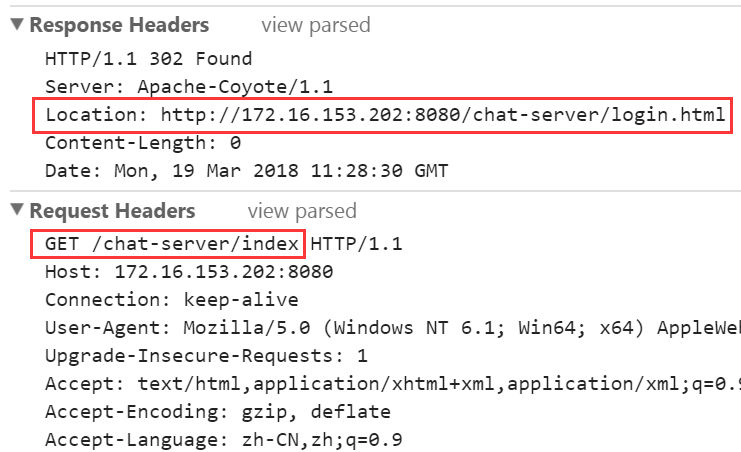 Response Headers view parsed
HTTP/1.1 302 Found
Server: Apache-Coyote/1.1
Location: http://172.16.153.202:8080/chat-server/login.html
Content-Length: 0
Date: Mon, 19 Mar 2018 11:28:30 GMT
Request Headers view parsed
GET /chat-server/index HTTP/1.1
Host: 172.16.153.202:8080
Connection: keep-alive
User-Agent: Mozilla/5.0 (Windows NT 6.1; Win64; x64) AppleWeb
Upgrade-Insecure-Requests: 1
Accept: text/html,application/xhtml+xml,application/xml;q=0.9
Accept-Encoding: gzip, deflate
Accept-Language: zh-CN,zh;q=0.9